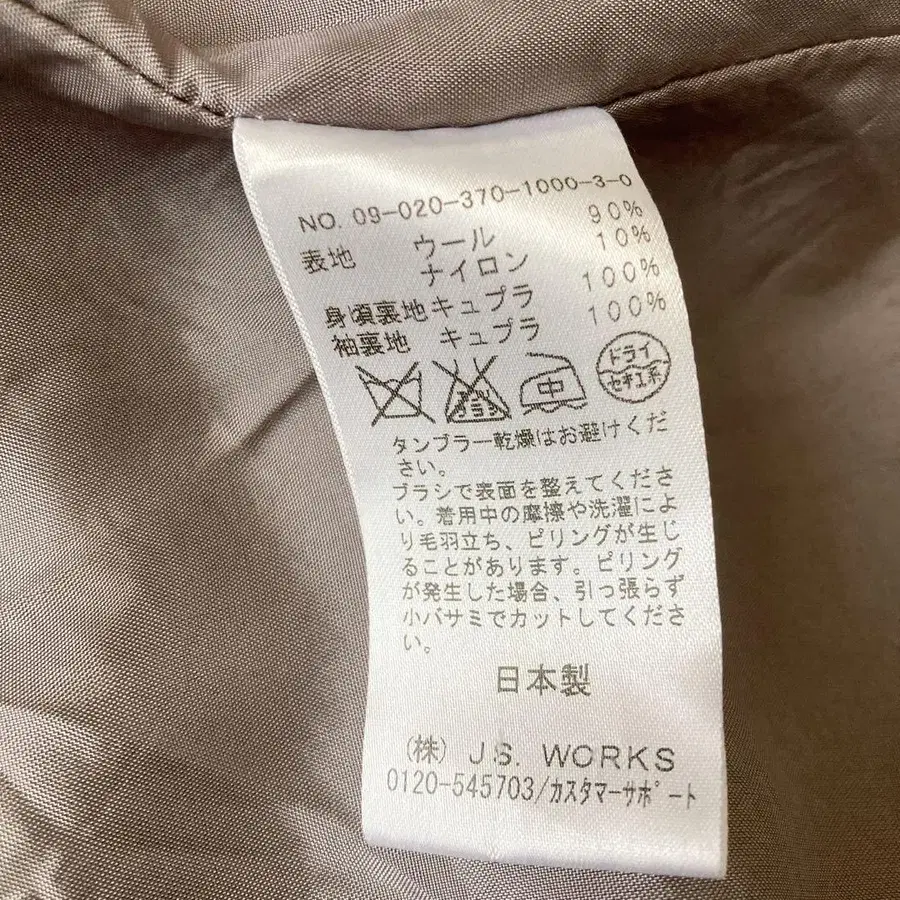 NO. 09-020-370-1000-3-0
表地 ウール 90%
ナイロン 10%
身頃裏地キュプラ 100%
袖裏地 キュプラ 100%
エンソ サラシ 中 ドライ セキユ系
タンブラー乾燥はお避けくだ
さい。
ブラシで表面を整えてくださ
い。着用中の摩擦や洗濯によ
り毛羽立ち、ピリングが生じ
ることがあります。ピリング
が発生した場合、引っ張らず
小バサミでカットしてくださ
い。
日本製
(株) J.S. WORKS
0120-545703/カスタマーサポート